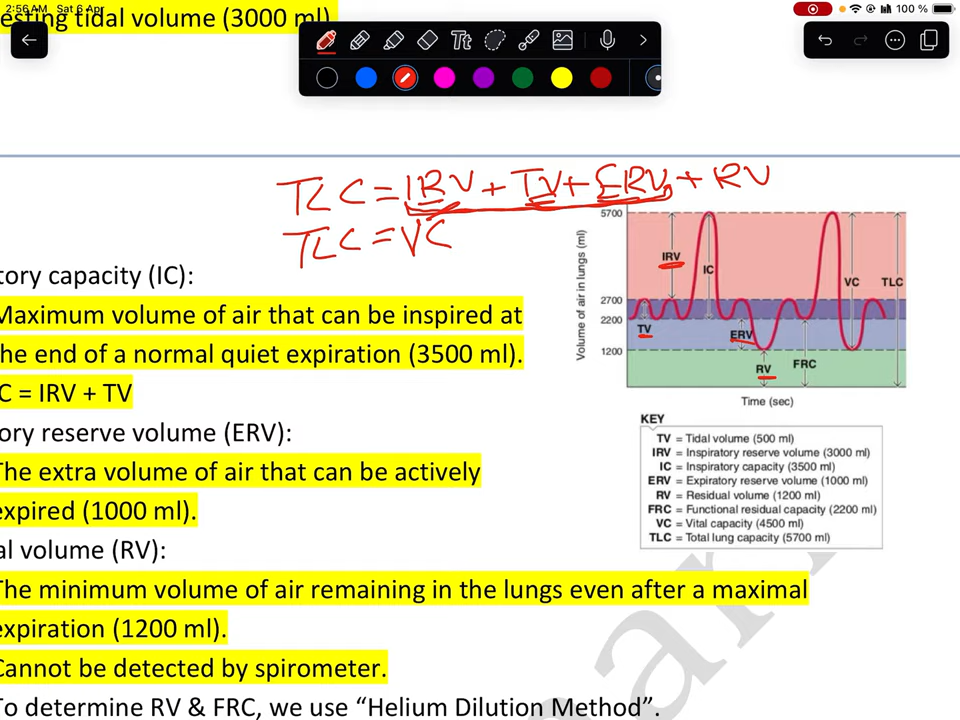 2:56 AM Sat 6 Apr
100 %
esting tidal volume (3000 ml)
Tt
TLC = IRV + TV + ERV + RV
TLC = VC
tory capacity (IC):
Maximum volume of air that can be inspired at
he end of a normal quiet expiration (3500 ml).
C = IRV + TV
ory reserve volume (ERV):
The extra volume of air that can be actively
expired (1000 ml).
al volume (RV):
The minimum volume of air remaining in the lungs even after a maximal
expiration (1200 ml).
Cannot be detected by spirometer.
To determine RV & FRC, we use “Helium Dilution Method”.
Volume of air in lungs (ml)
5700
2700
2200
1200
IRV
IC
VC
TLC
TV
ERV
RV
FRC
Time (sec)
KEY
TV = Tidal volume (500 ml)
IRV = Inspiratory reserve volume (3000 ml)
IC = Inspiratory capacity (3500 ml)
ERV = Expiratory reserve volume (1000 ml)
RV = Residual volume (1200 ml)
FRC = Functional residual capacity (2200 ml)
VC = Vital capacity (4500 ml)
TLC = Total lung capacity (5700 ml)